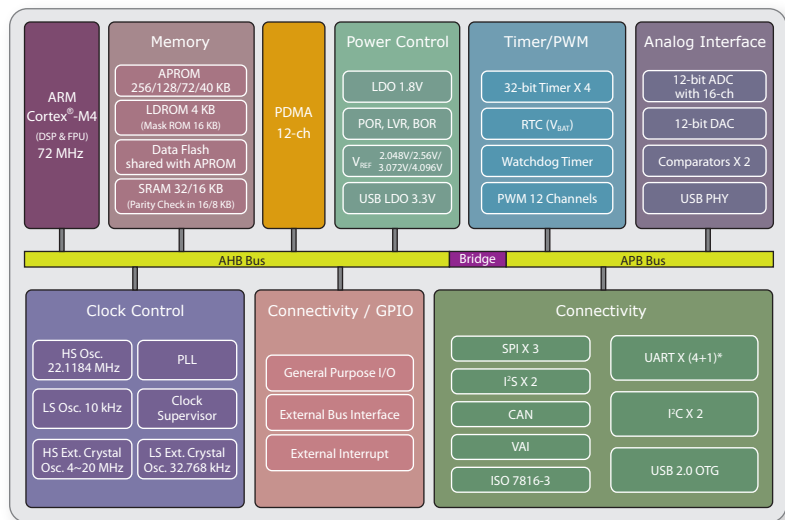 ARM
Cortex®-M4
(DSP & FPU)
72 MHz
Memory
APROM
256/128/72/40 KB
LDROM 4 KB
(Mask ROM 16 KB)
Data Flash
shared with APROM
SRAM 32/16 KB
(Parity Check in 16/8 KB)
PDMA
12-ch
Power Control
LDO 1.8V
POR, LVR, BOR
VREF 2.048V/2.56V/
3.072V/4.096V
USB LDO 3.3V
Timer/PWM
32-bit Timer X 4
RTC (VBAT)
Watchdog Timer
PWM 12 Channels
Analog Interface
12-bit ADC
with 16-ch
12-bit DAC
Comparators X 2
USB PHY
AHB Bus
Bridge
APB Bus
Clock Control
HS Osc.
22.1184 MHz
PLL
LS Osc. 10 kHz
Clock
Supervisor
HS Ext. Crystal
Osc. 4~20 MHz
LS Ext. Crystal
Osc. 32.768 kHz
Connectivity / GPIO
General Purpose I/O
External Bus Interface
External Interrupt
Connectivity
SPI X 3
I²S X 2
CAN
VAI
ISO 7816-3
UART X (4+1)*
I²C X 2
USB 2.0 OTG